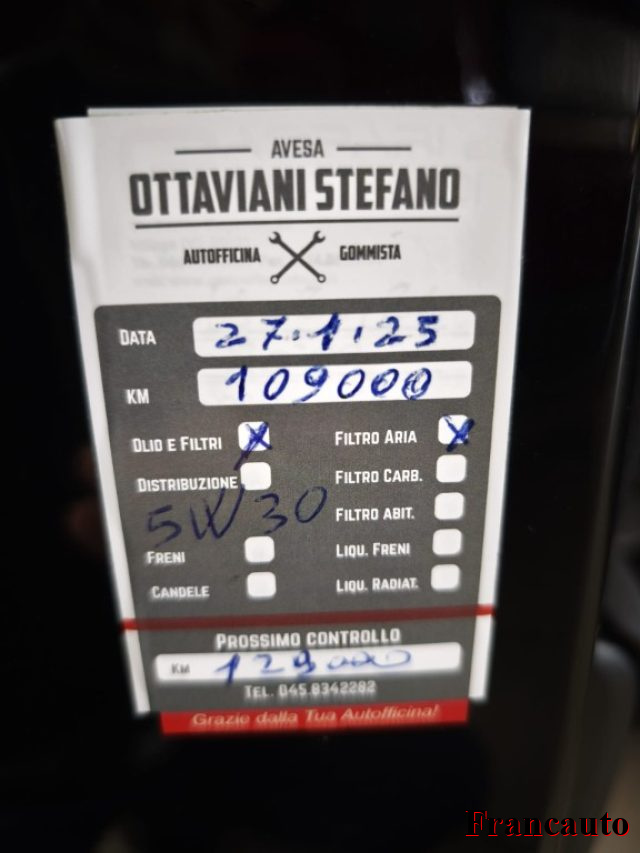 AVESA
OTTAVIANI STEFANO
AUTOFFICINA GOMMISTA
DATA 27.1.25
KM 109000
OLIO E FILTRI X FILTRO ARIA X
DISTRIBUZIONE FILTRO CARB.
5W30 FILTRO ABIT.
FRENI LIQU. FRENI
CANDELE LIQU. RADIAT.
PROSSIMO CONTROLLO
KM 129000
TEL. 045.8342282
Grazie dalla Tua Autofficina!
Francauto